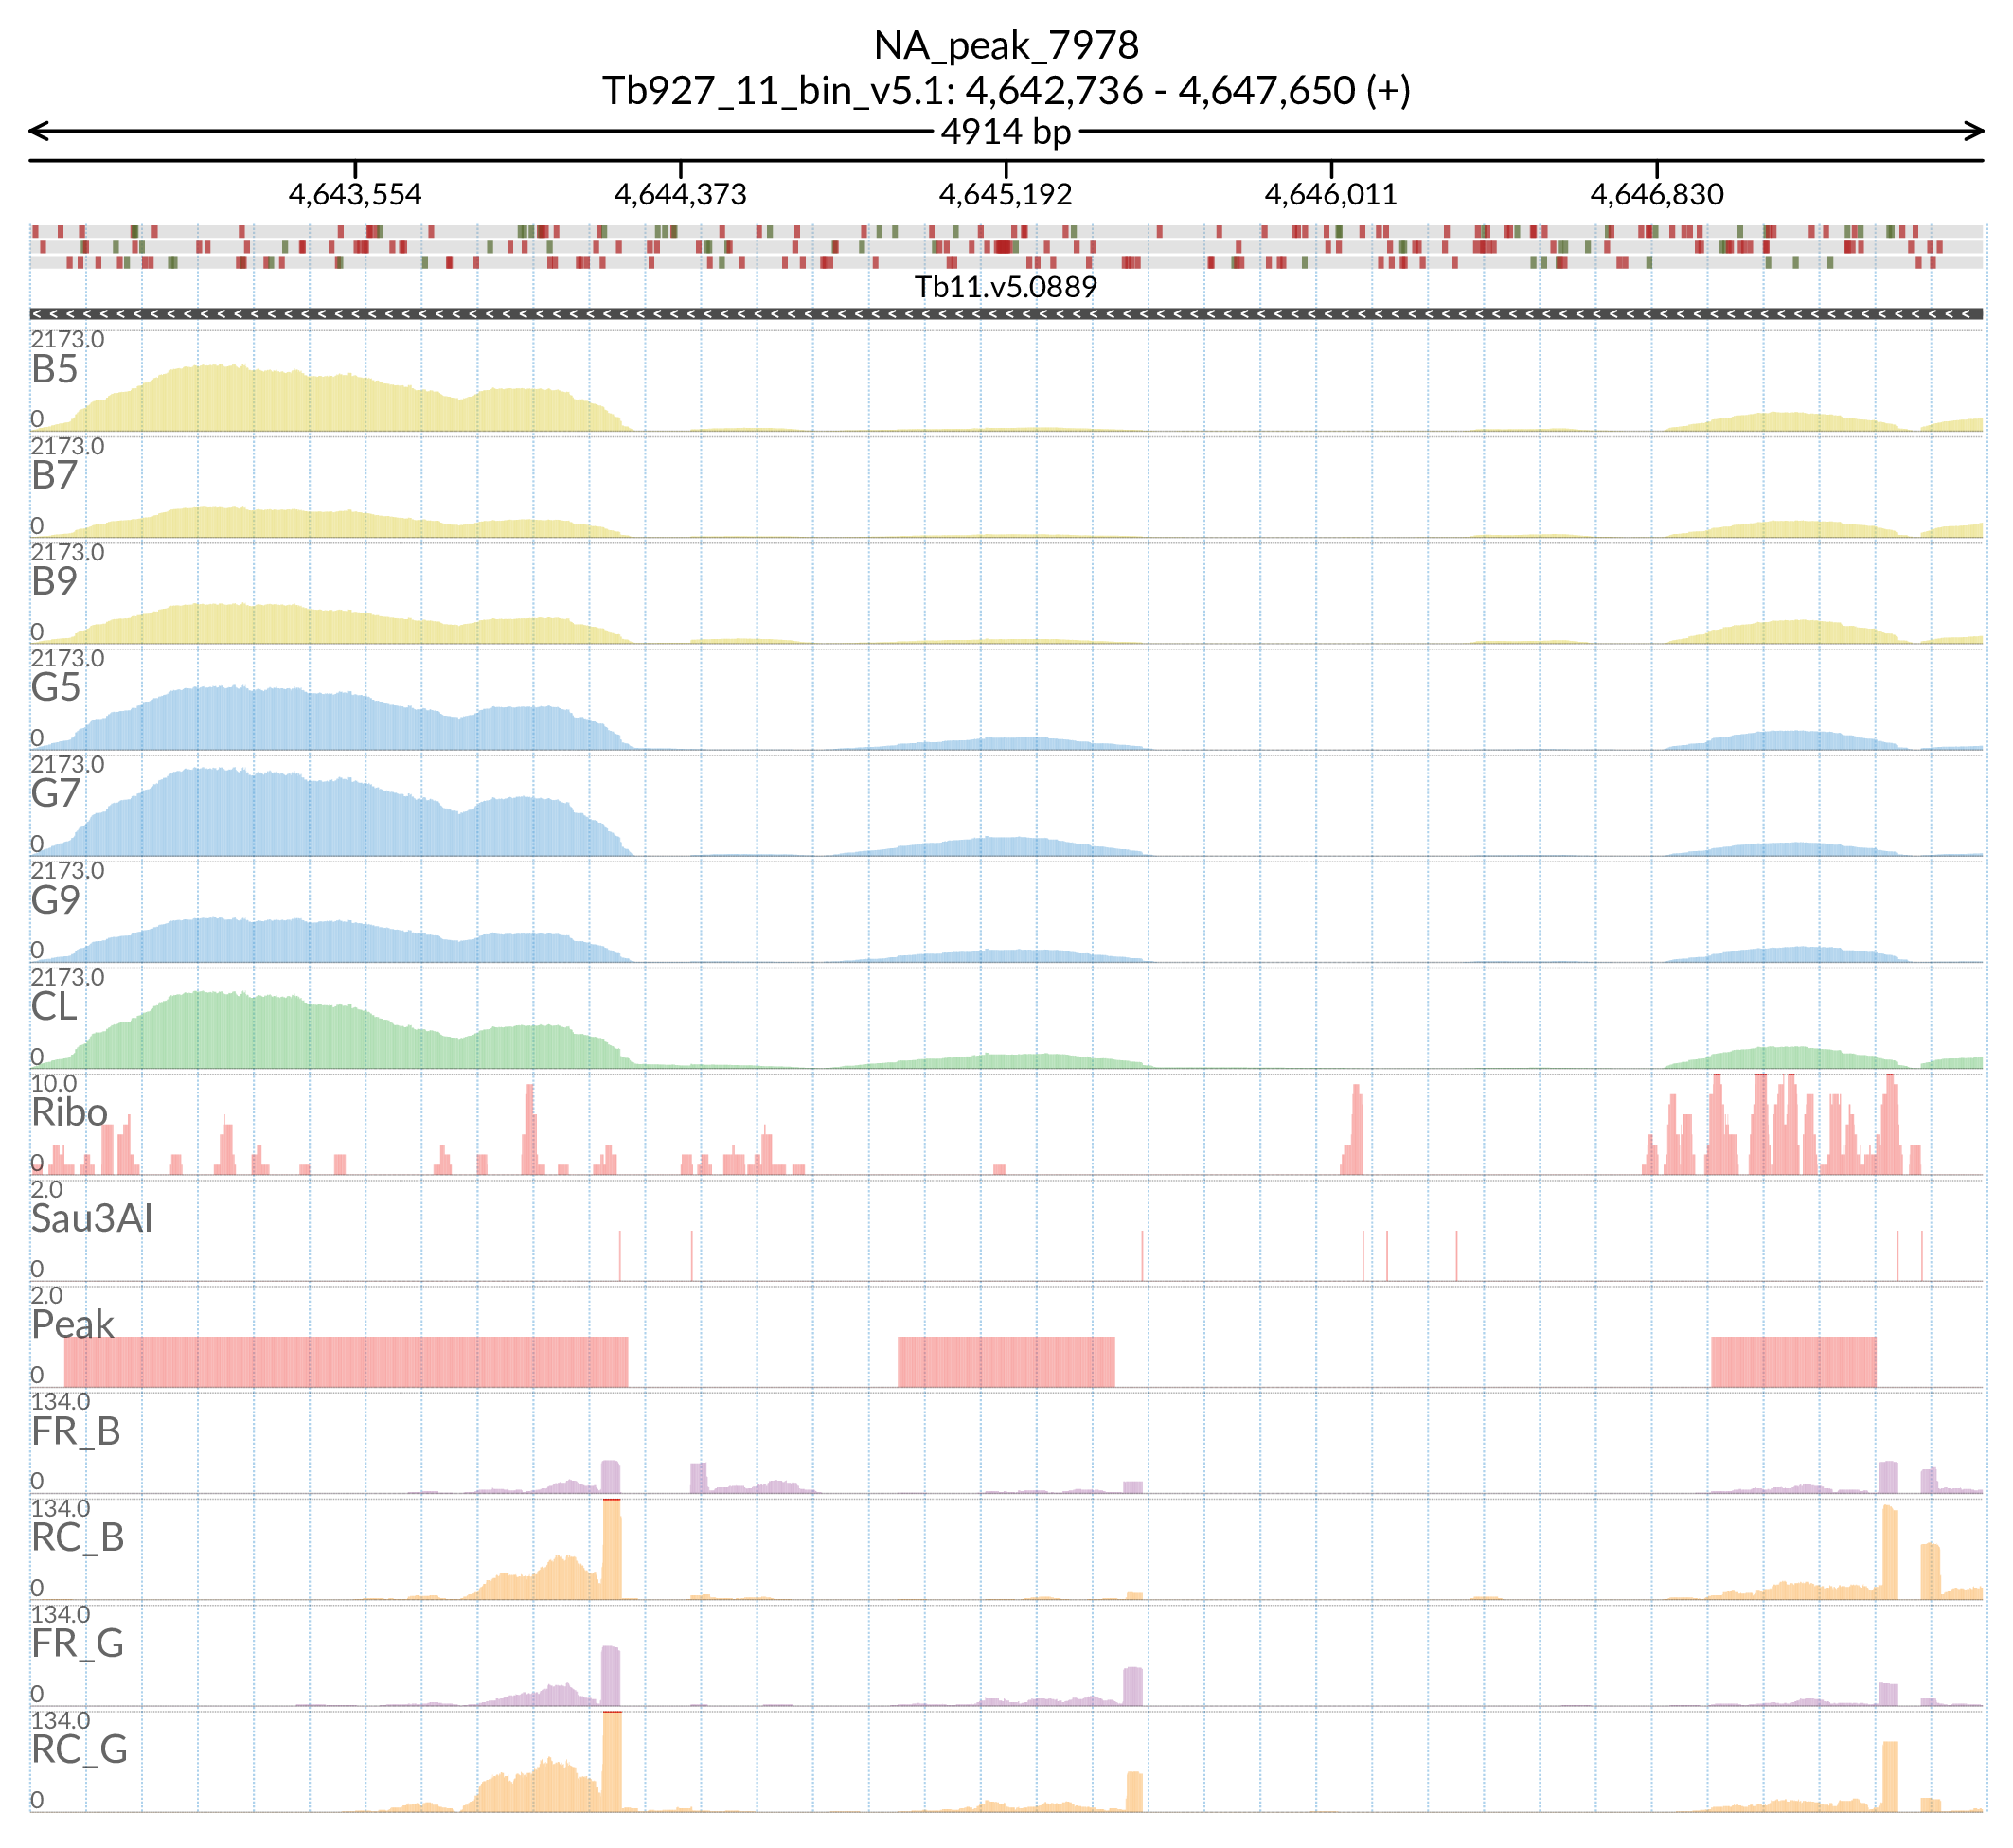 NA_peak_7978
Tb927_11_bin_v5.1: 4,642,736 - 4,647,650 (+)
4914 bp
4,643,554 4,644,373 4,645,192 4,646,011 4,646,830
Tb11.v5.0889
2173.0
B5
0
2173.0
B7
0
2173.0
B9
0
2173.0
G5
0
2173.0
G7
0
2173.0
G9
0
2173.0
CL
0
10.0
Ribo
0
2.0
Sau3AI
0
2.0
Peak
0
134.0
FR_B
0
134.0
RC_B
0
134.0
FR_G
0
134.0
RC_G
0